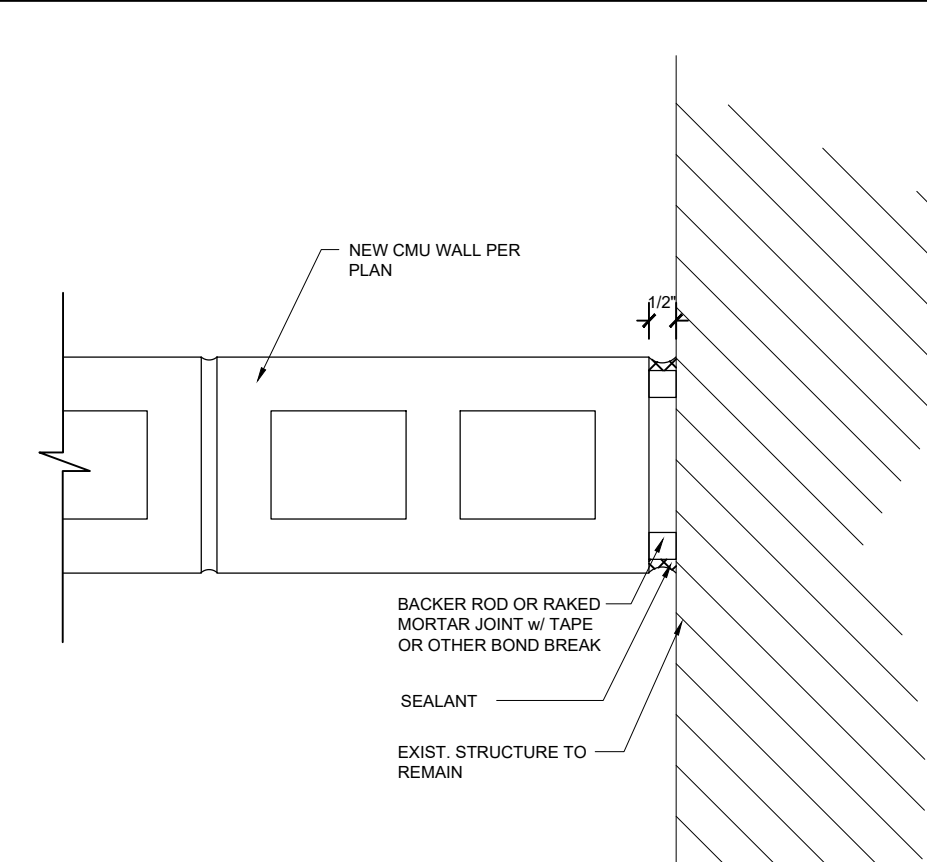 NEW CMU WALL PER
PLAN
1/2"
BACKER ROD OR RAKED
MORTAR JOINT w/ TAPE
OR OTHER BOND BREAK
SEALANT
EXIST. STRUCTURE TO
REMAIN